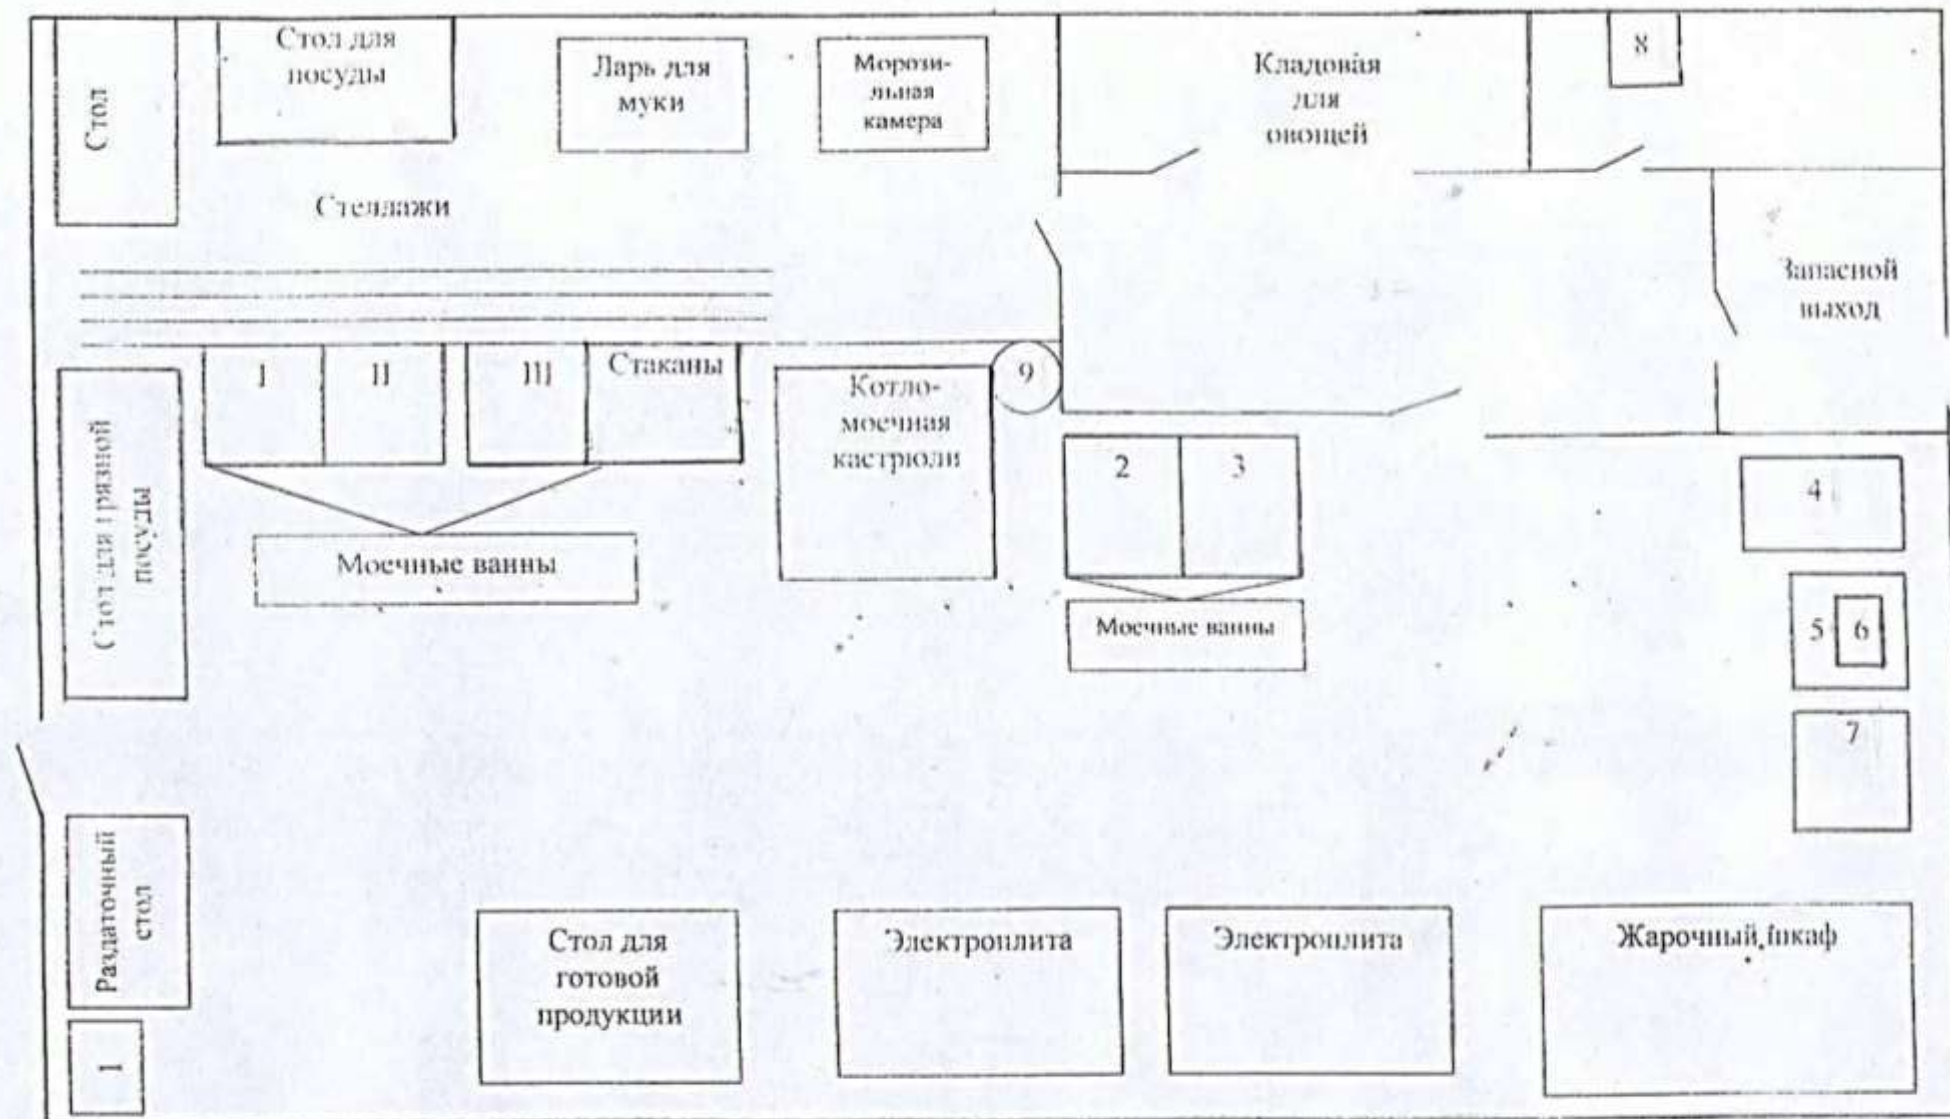 Стол
Стол для
посуды
Ларь для
муки
Морози-
льная
камера
Кладовая
для
овощей
8
Стеллажи
Запасной
выход
I
II
III
Стаканы
9
Котло-
моечная
кастрюли
2
3
4
Стол для грязной
посуды
Моечные ванны
Моечные ванны
5
6
7
Раздаточный
стол
1
Стол для
готовой
продукции
Электроплита
Электроплита
Жарочный шкаф